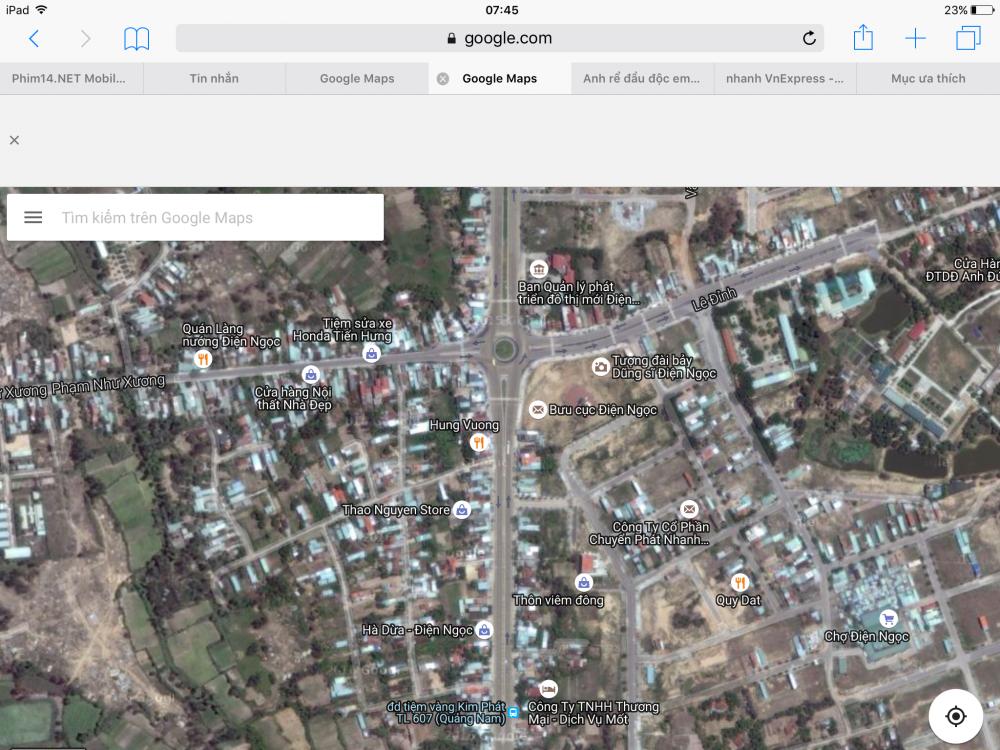 iPad
07:45
23%
google.com
Phim14.NET Mobil...
Tin nhắn
Google Maps
Google Maps
Anh rể đầu độc em...
nhanh VnExpress -...
Mục ưa thích
Tìm kiếm trên Google Maps
Ban Quản lý phát
triển đô thị mới Điện...
Cửa Hàn
ĐTDĐ Anh Đứ
Lê Đỉnh
Quán Làng
nướng Điện Ngọc
Tiệm sửa xe
Honda Tiến Hưng
Xương Phạm Như Xương
Cửa hàng Nội
thất Nhà Đẹp
Tượng đài bảy
Dũng sĩ Điện Ngọc
Bưu cục Điện Ngọc
Hung Vuong
Thao Nguyen Store
Công Ty Cổ Phần
Chuyển Phát Nhanh...
Thôn viêm đông
Quy Dat
Hà Dừa - Điện Ngọc
Chợ Điện Ngọc
đd tiệm vàng Kim Phát
TL 607 (Quảng Nam)
Công Ty TNHH Thương
Mại - Dịch Vụ Mốt